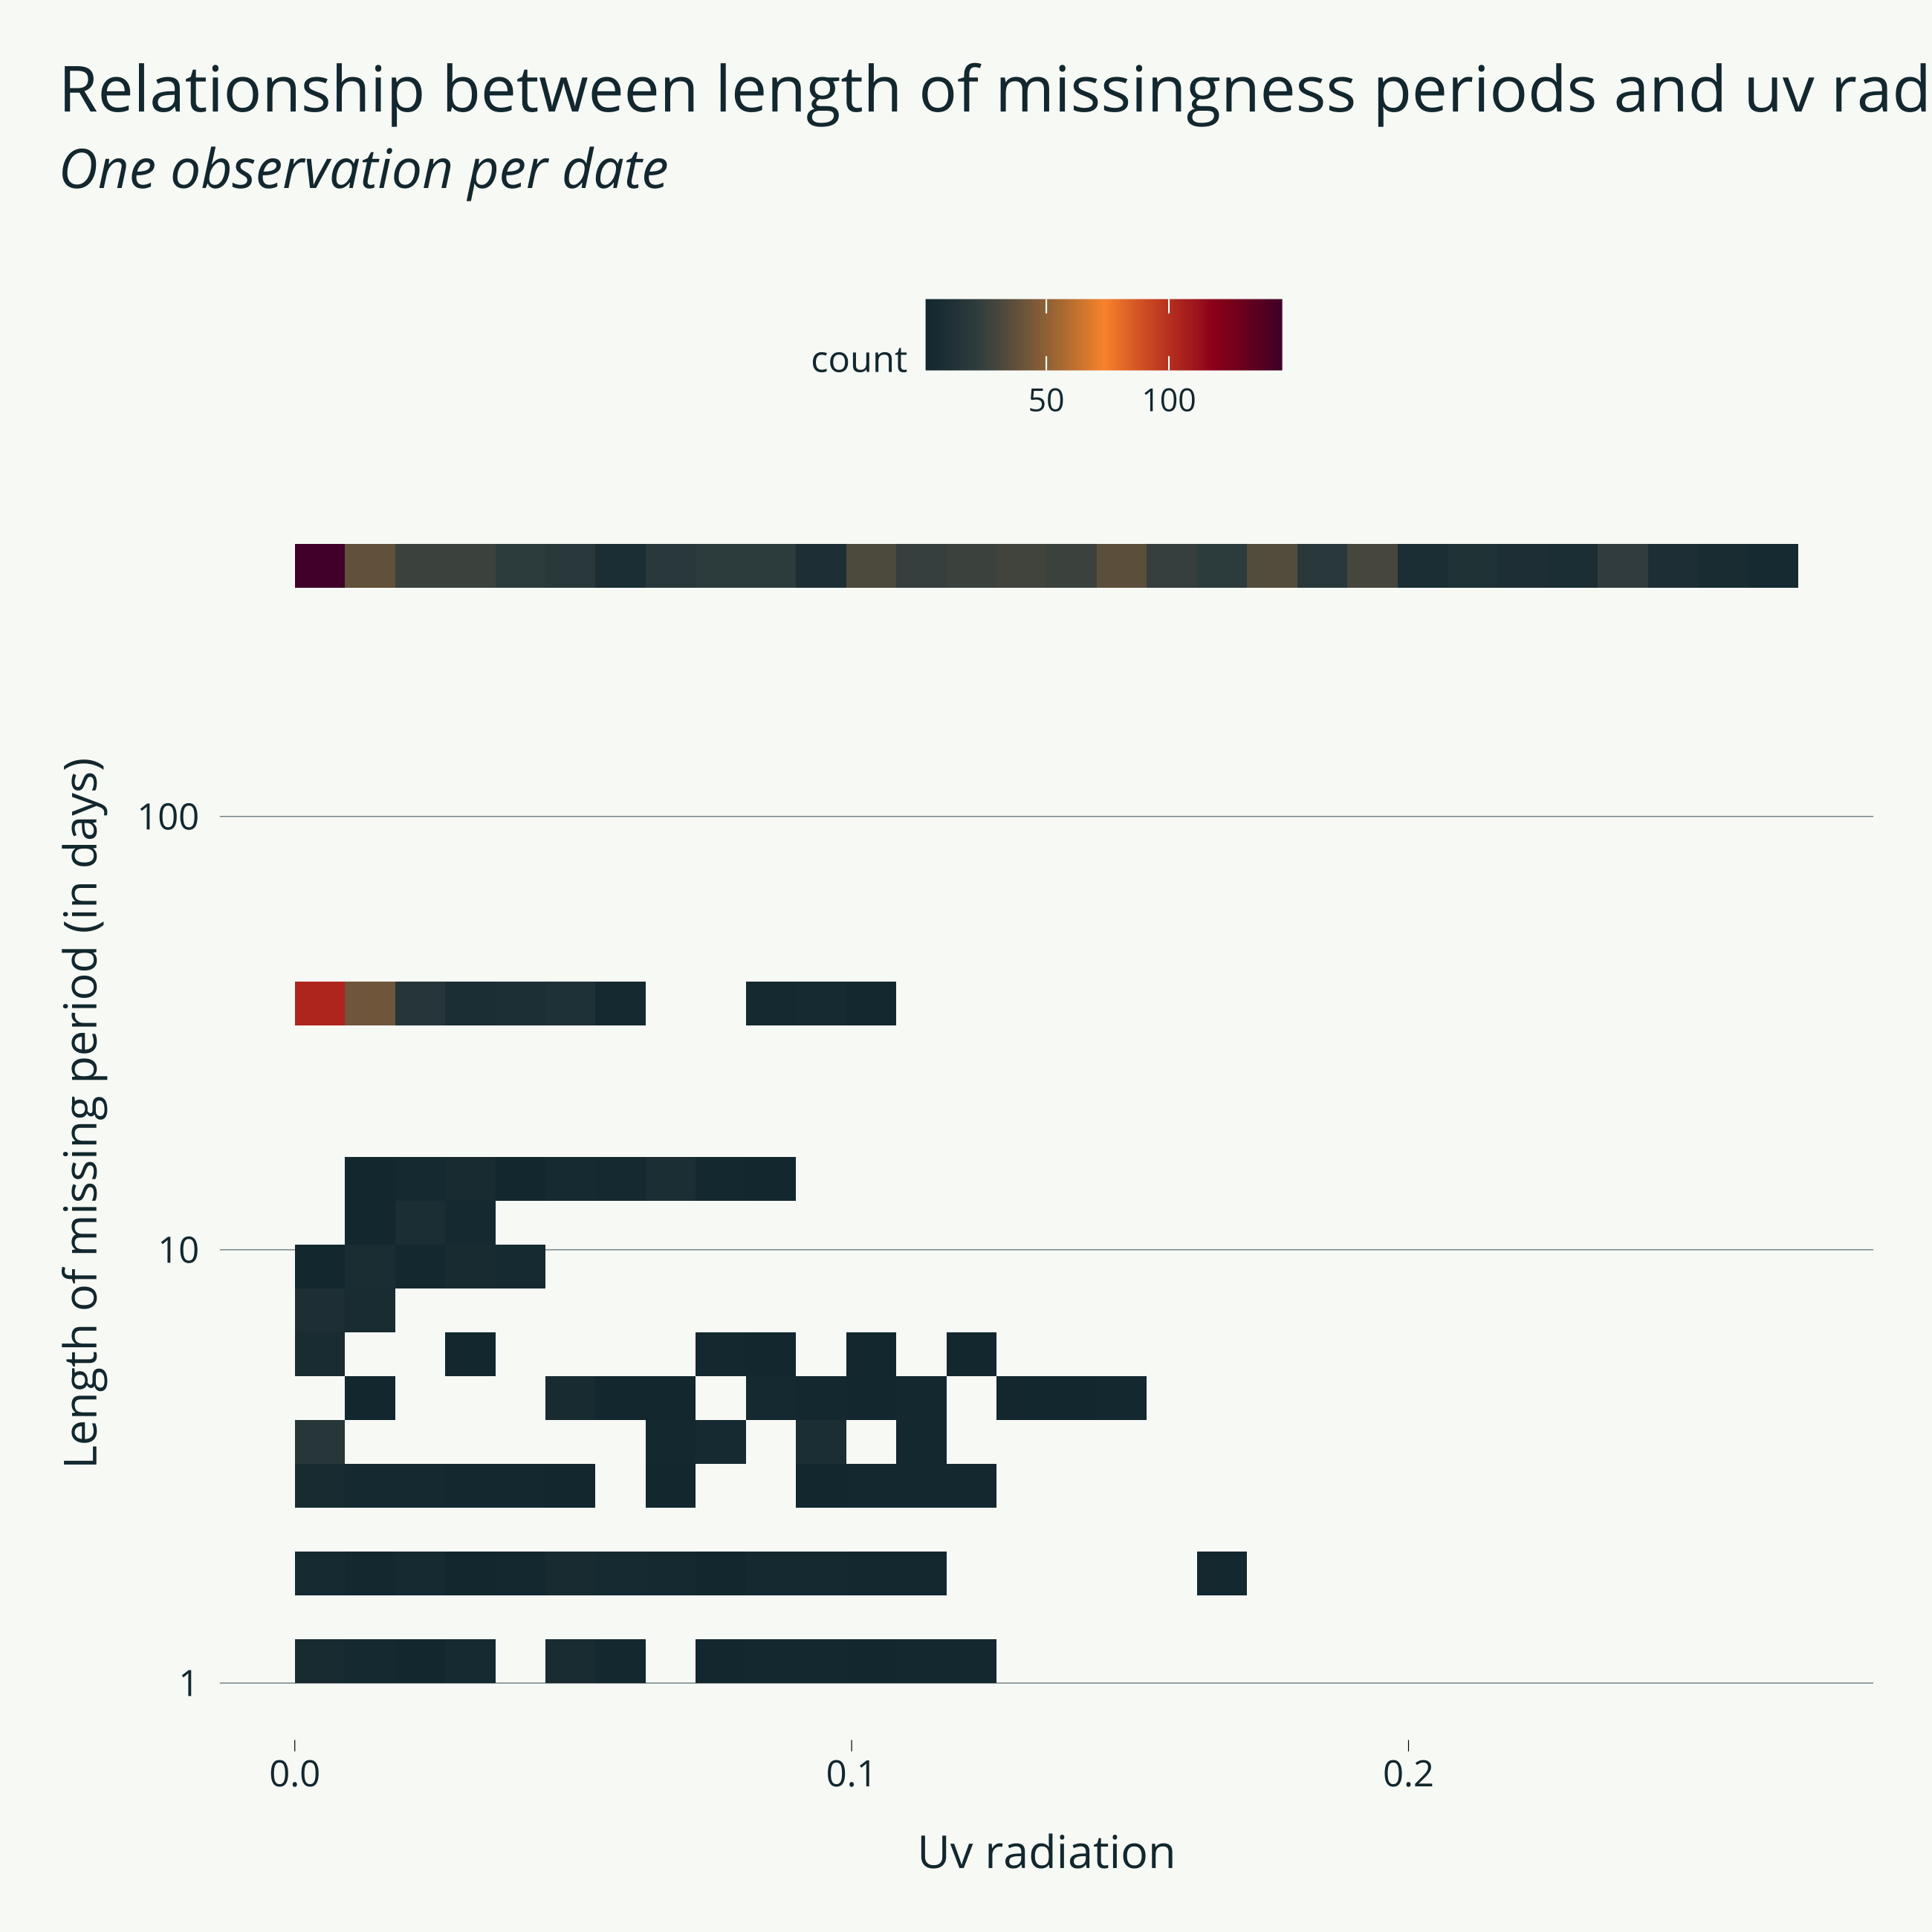 Relationship between length of missingness periods and uv rad
One observation per date
count
50 100
Length of missing period (in days)
100
10
1
0.0 0.1 0.2
Uv radiation